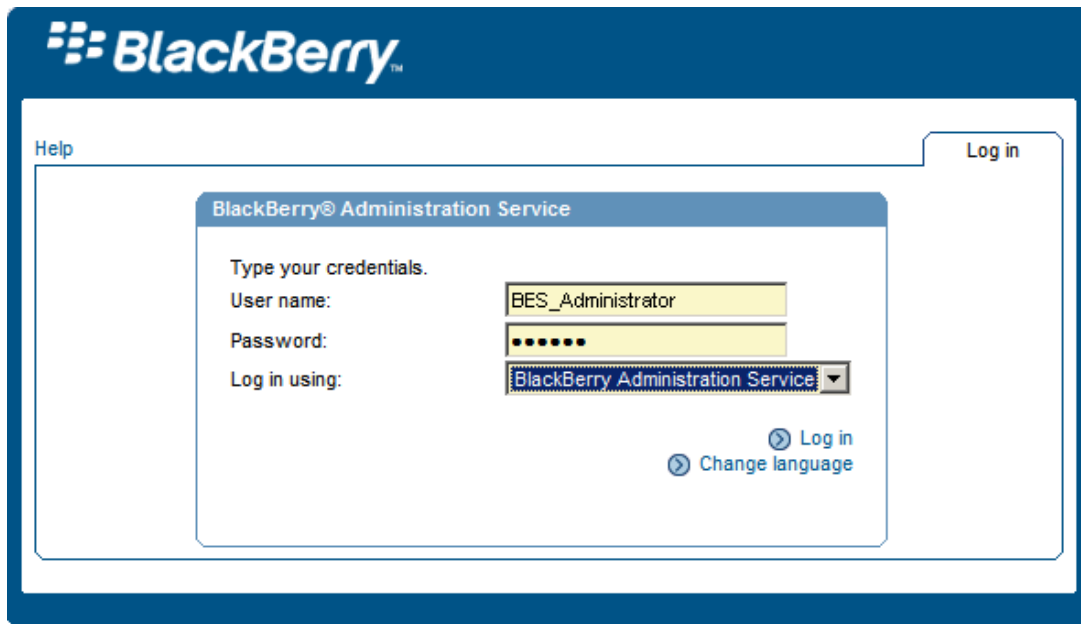 BlackBerry™
Help
Log in
BlackBerry® Administration Service
Type your credentials.
User name: BES_Administrator
Password: ••••••
Log in using: BlackBerry Administration Service
Log in
Change language